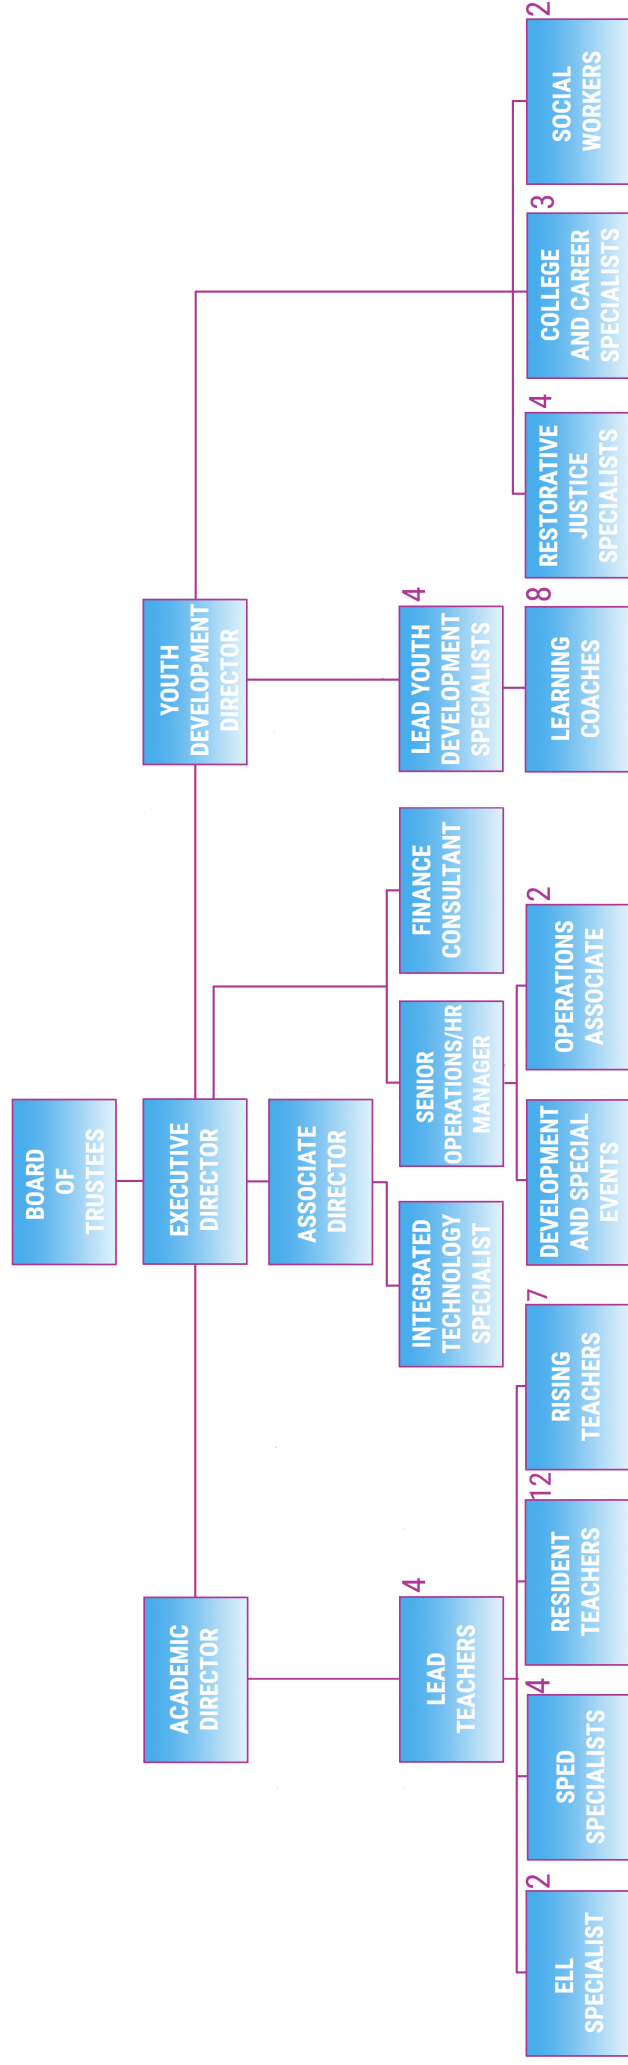 BOARD
OF
TRUSTEES
ACADEMIC
DIRECTOR
EXECUTIVE
DIRECTOR
YOUTH
DEVELOPMENT
DIRECTOR
ASSOCIATE
DIRECTOR
LEAD
TEACHERS
4
INTEGRATED
TECHNOLOGY
SPECIALIST
SENIOR
OPERATIONS/HR
MANAGER
FINANCE
CONSULTANT
LEAD YOUTH
DEVELOPMENT
SPECIALISTS
4
ELL
SPECIALIST
2
SPED
SPECIALISTS
4
RESIDENT
TEACHERS
12
RISING
TEACHERS
7
DEVELOPMENT
AND SPECIAL
EVENTS
OPERATIONS
ASSOCIATE
2
LEARNING
COACHES
8
RESTORATIVE
JUSTICE
SPECIALISTS
4
COLLEGE
AND CAREER
SPECIALISTS
3
SOCIAL
WORKERS
2